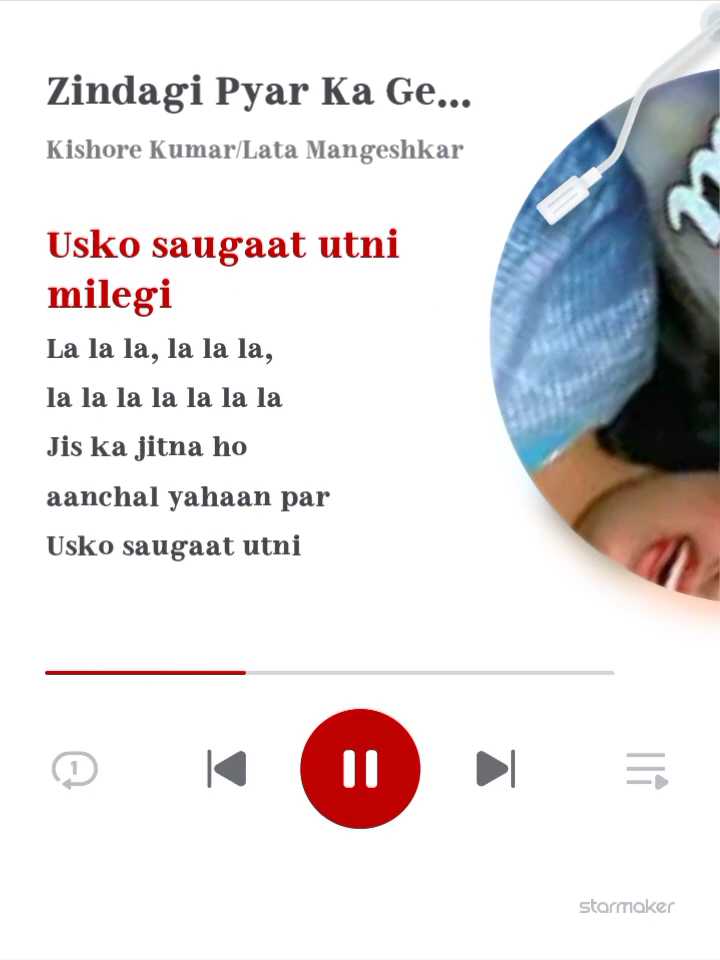 Zindagi Pyar Ka Ge...
Kishore Kumar/Lata Mangeshkar
Usko saugaat utni
milegi
La la la, la la la,
la la la la la la la
Jis ka jitna ho
aanchal yahaan par
Usko saugaat utni
1
starmaker